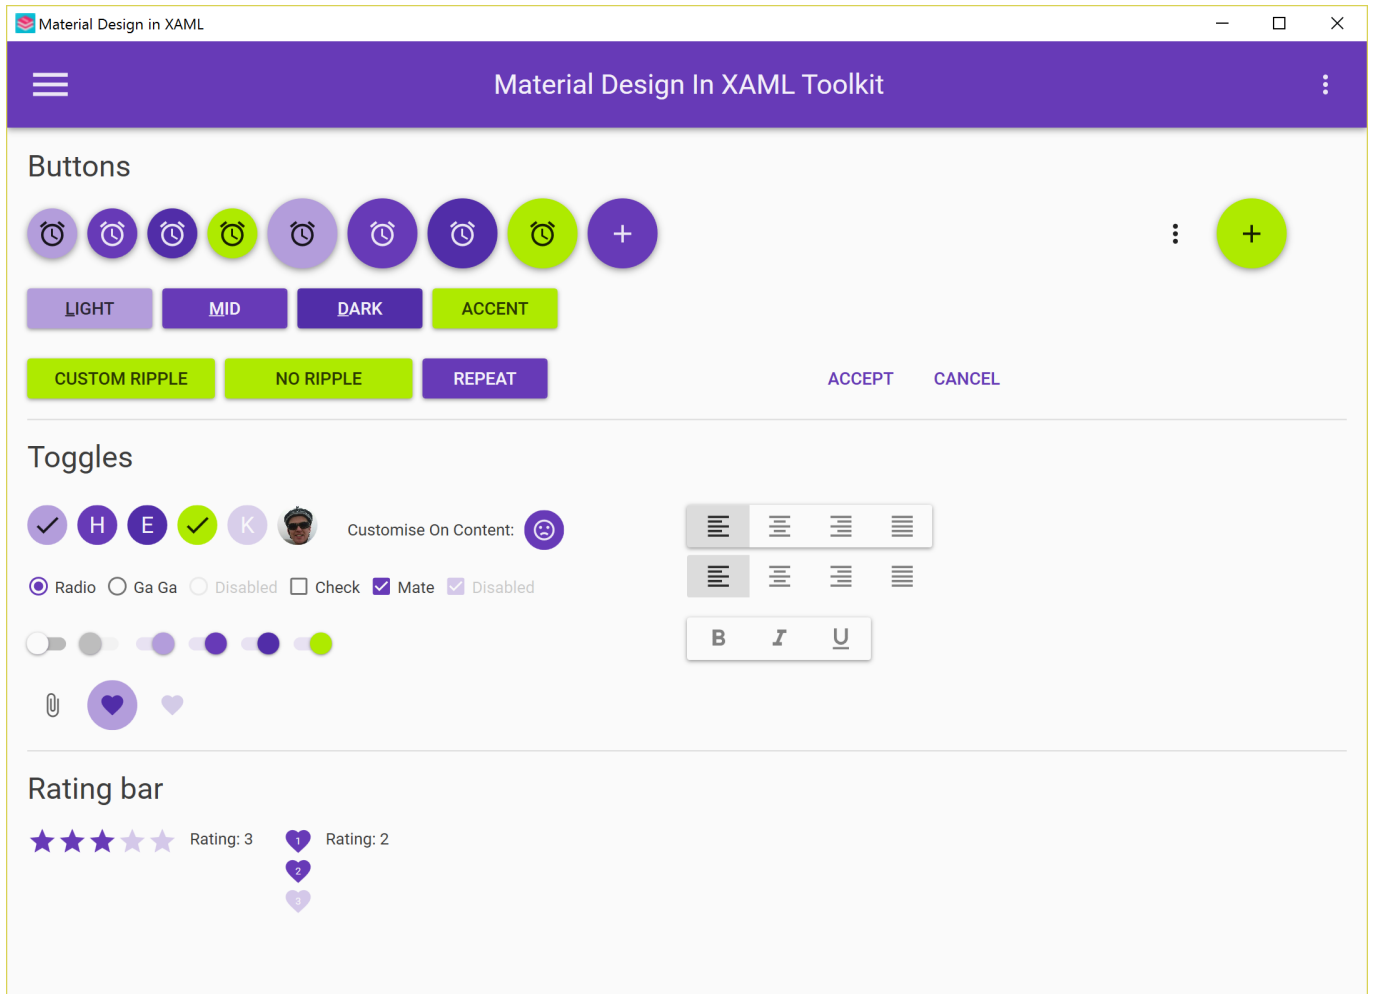 Material Design in XAML
Material Design In XAML Toolkit
Buttons
LIGHT MID DARK ACCENT
CUSTOM RIPPLE NO RIPPLE REPEAT ACCEPT CANCEL
Toggles
H E K Customise On Content:
Radio Ga Ga Disabled Check Mate Disabled
B I U
Rating bar
Rating: 3 1 Rating: 2
2
3